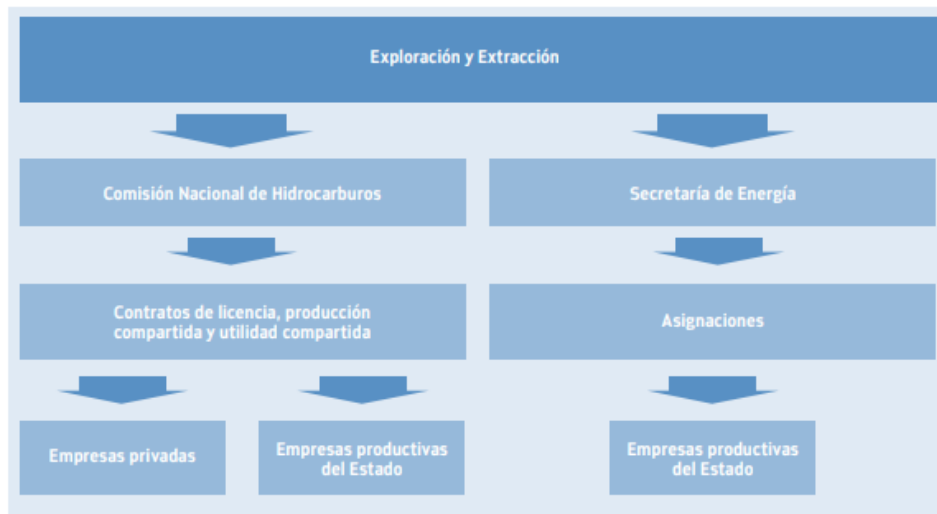 Exploración y Extracción
Comisión Nacional de Hidrocarburos
Secretaría de Energía
Contratos de licencia, producción
compartida y utilidad compartida
Asignaciones
Empresas privadas
Empresas productivas
del Estado
Empresas productivas
del Estado